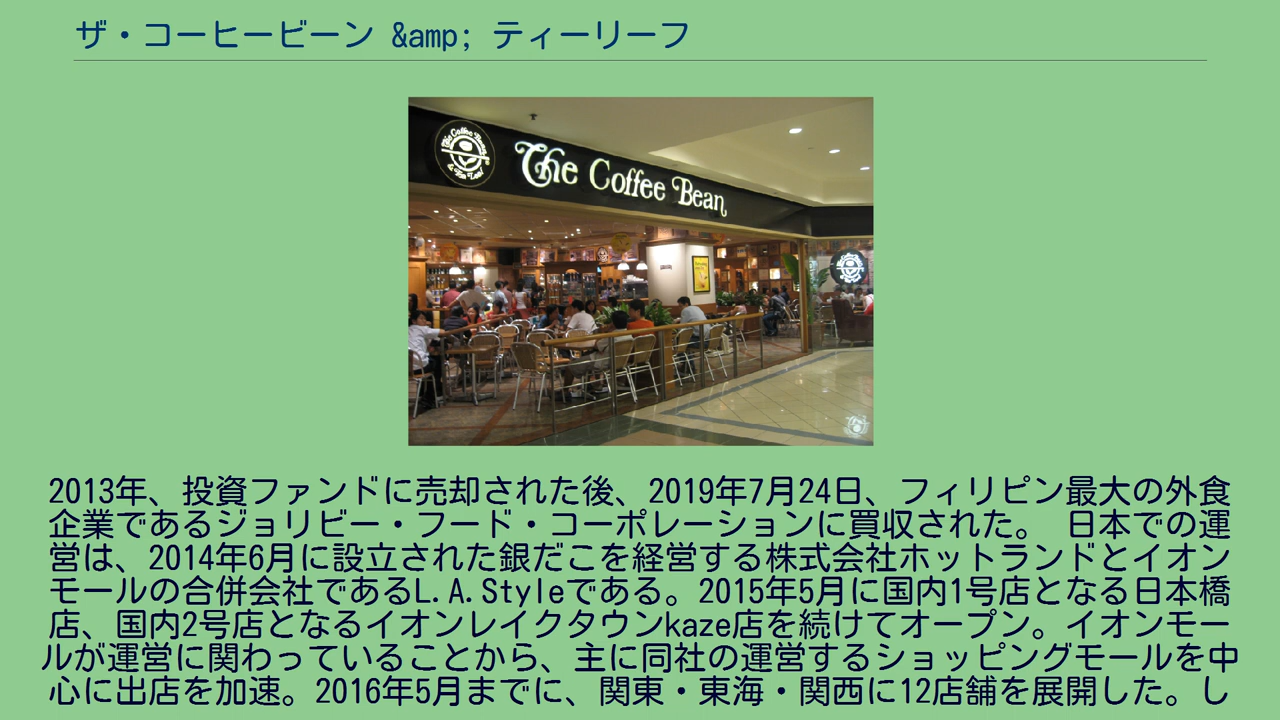 ザ・コーヒービーン &amp; ティーリーフ
The Coffee Bean
2013年、投資ファンドに売却された後、2019年7月24日、フィリピン最大の外食
企業であるジョリビー・フード・コーポレーションに買収された。 日本での運
営は、2014年6月に設立された銀だこを経営する株式会社ホットランドとイオン
モールの合併会社であるL.A.Styleである。2015年5月に国内1号店となる日本橋
店、国内2号店となるイオンレイクタウンkaze店を続けてオープン。イオンモー
ルが運営に関わっていることから、主に同社の運営するショッピングモールを中
心に出店を加速。2016年5月までに、関東・東海・関西に12店舗を展開した。し